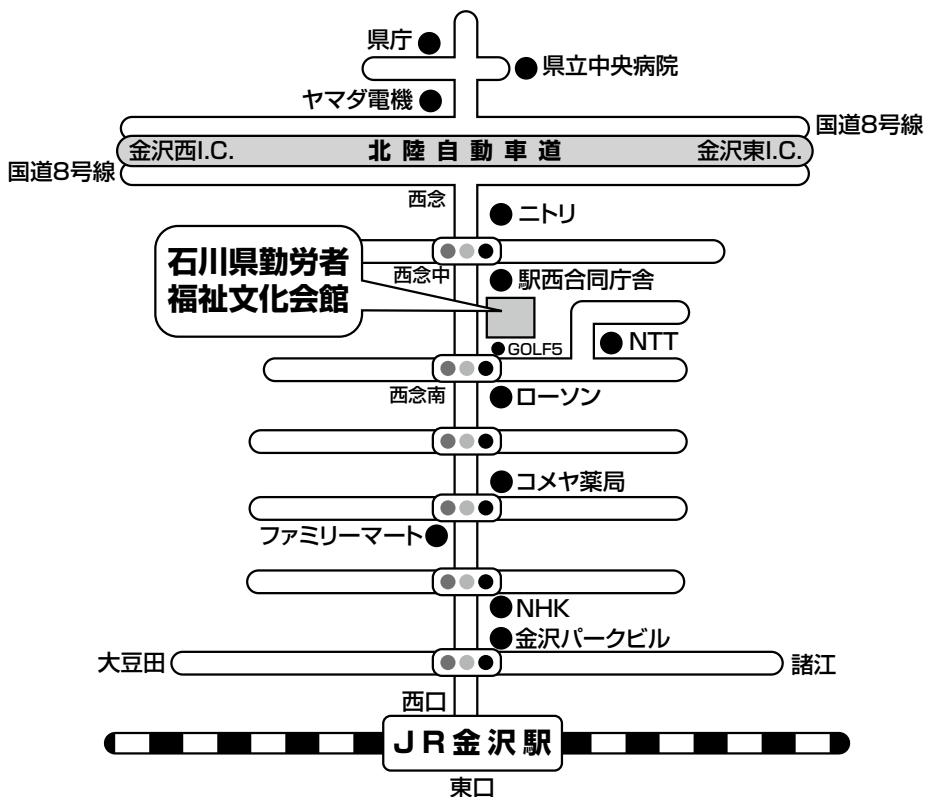 県庁
県立中央病院
ヤマダ電機
国道8号線
金沢西I.C.
北陸自動車道
金沢東I.C.
国道8号線
西念
ニトリ
石川県勤労者
福祉文化会館
西念中
駅西合同庁舎
GOLF5
NTT
西念南
ローソン
コメヤ薬局
ファミリーマート
NHK
金沢パークビル
大豆田
諸江
西口
JR金沢駅
東口